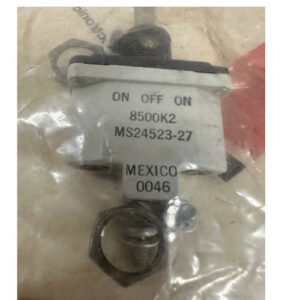 ON OFF ON
8500K2
MS24523-27
MEXICO
0046